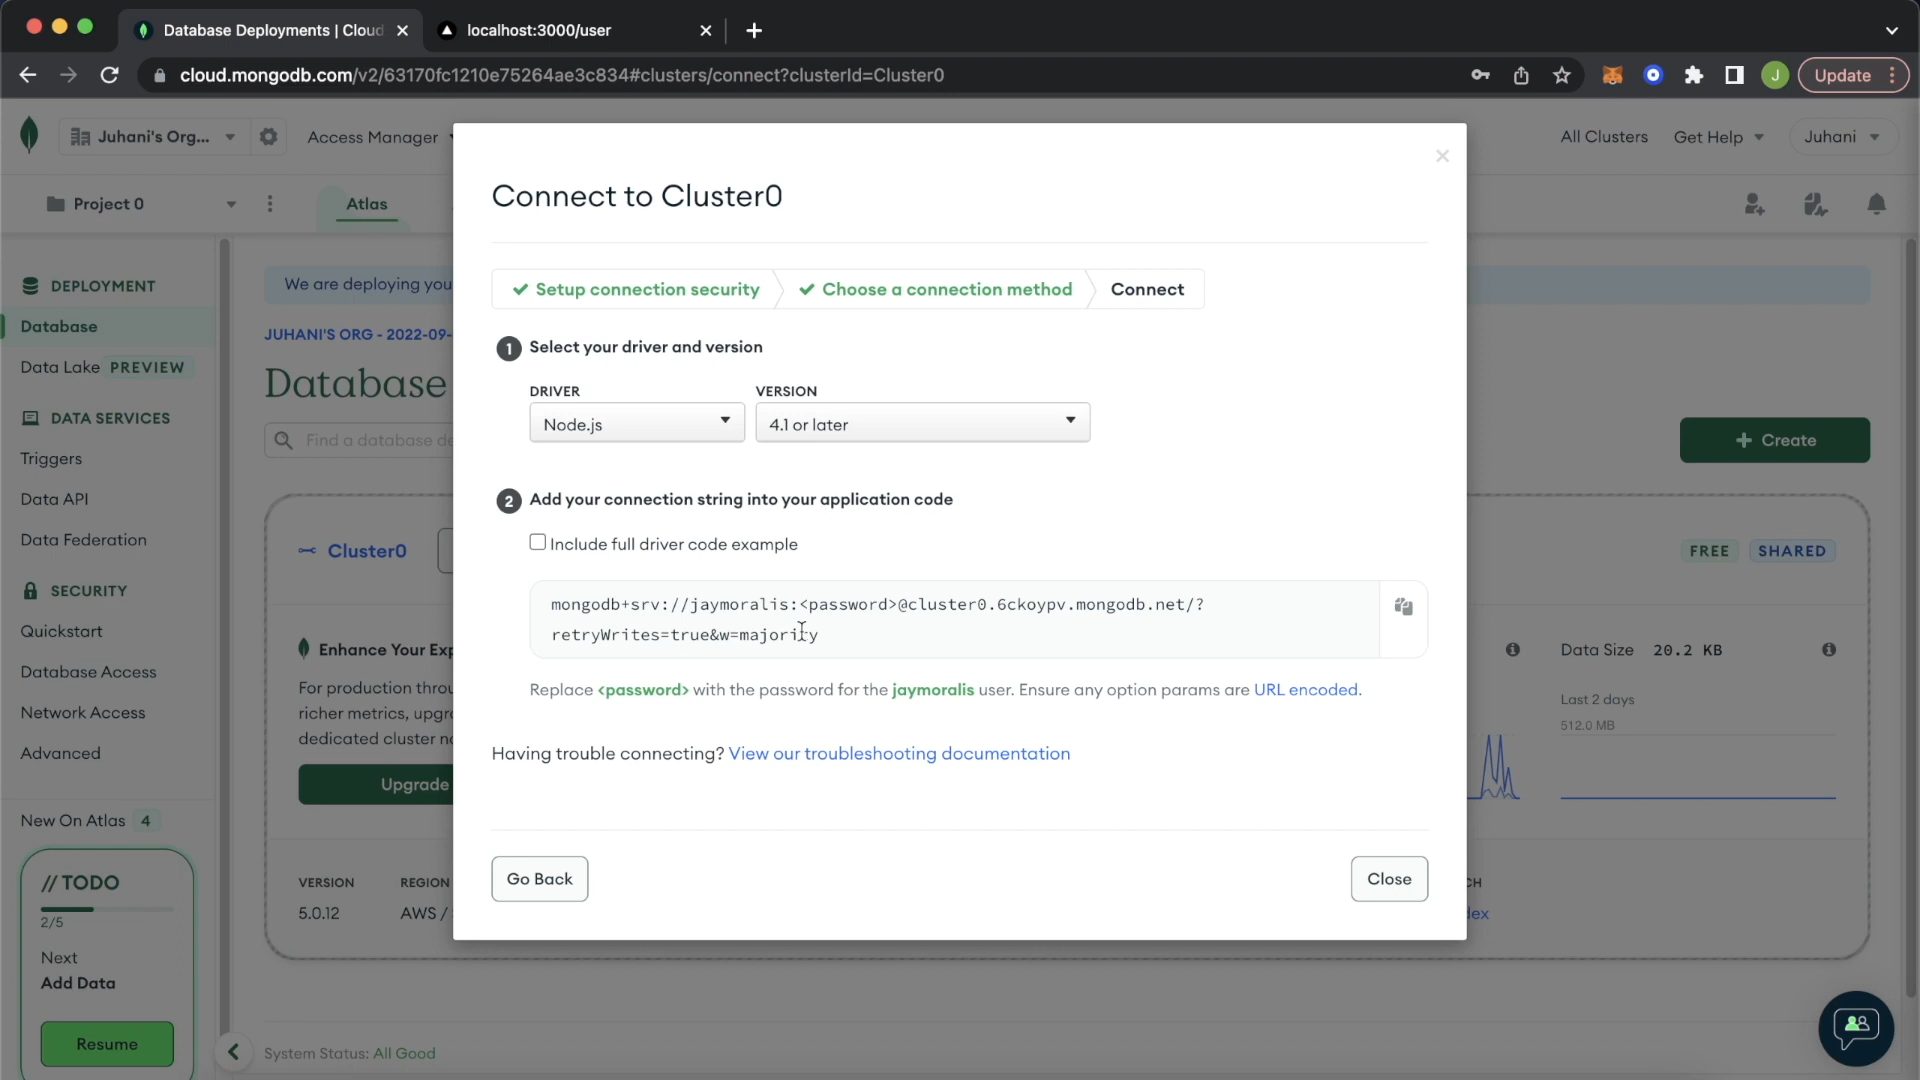 Database Deployments | Cloud
localhost:3000/user
cloud.mongodb.com/v2/63170fc1210e75264ae3c834#clusters/connect?clusterId=Cluster0
J
Update
Juhani's Org...
Access Manager
All Clusters
Get Help
Juhani
Project 0
Atlas
DEPLOYMENT
Database
Data Lake PREVIEW
DATA SERVICES
Triggers
Data API
Data Federation
SECURITY
Quickstart
Database Access
Network Access
Advanced
New On Atlas 4
// TODO
2/5
Next
Add Data
Resume
We are deploying you
JUHANI'S ORG - 2022-09-
Database
Find a database de
+ Create
Cluster0
FREE
SHARED
Enhance Your Exp
For production throu
richer metrics, upgra
dedicated cluster no
Upgrade
Data Size 20.2 KB
Last 2 days
512.0 MB
VERSION
5.0.12
REGION
AWS /
CH
dex
System Status: All Good
Connect to Cluster0
Setup connection security
Choose a connection method
Connect
1 Select your driver and version
DRIVER
Node.js
VERSION
4.1 or later
2 Add your connection string into your application code
Include full driver code example
mongodb+srv://jaymoralis:<password>@cluster0.6ckoypv.mongodb.net/?
retryWrites=true&w=majority
Replace <password> with the password for the jaymoralis user. Ensure any option params are URL encoded.
Having trouble connecting? View our troubleshooting documentation
Go Back
Close